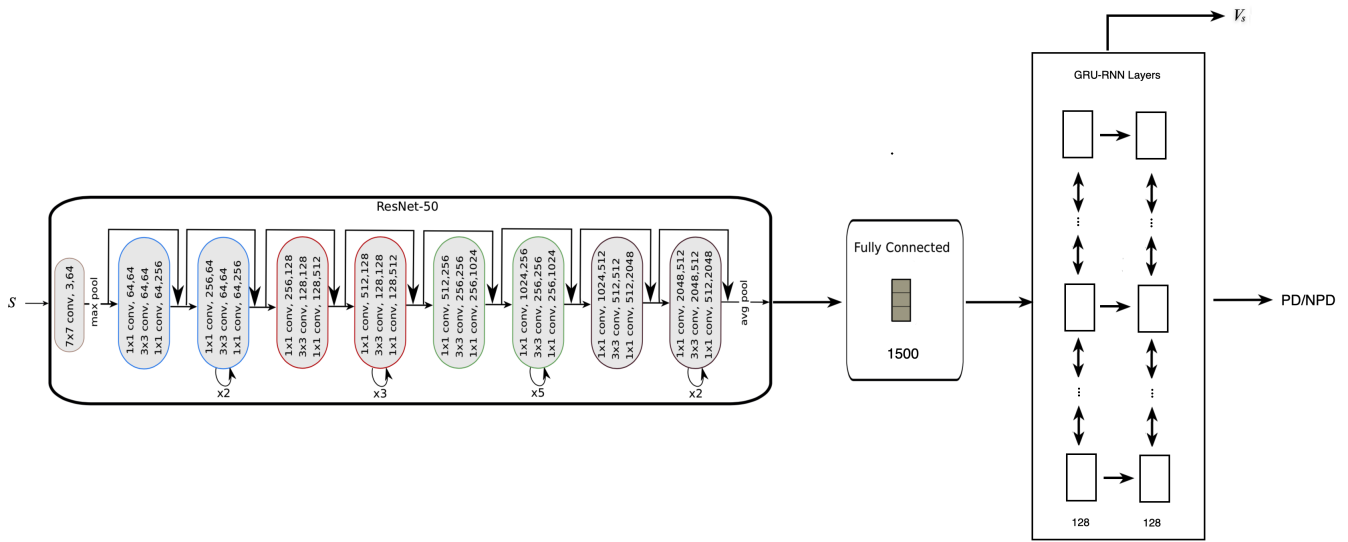 V_s
GRU-RNN Layers
ResNet-50
S
7x7 conv, 3,64
max pool
1x1 conv, 64,64
3x3 conv, 64,64
1x1 conv, 64,256
1x1 conv, 256,64
3x3 conv, 64,64
1x1 conv, 64,256
x2
1x1 conv, 256,128
3x3 conv, 128,128
1x1 conv, 128,512
1x1 conv, 512,128
3x3 conv, 128,128
1x1 conv, 128,512
x3
1x1 conv, 512,256
3x3 conv, 256,256
1x1 conv, 256,1024
1x1 conv, 1024,256
3x3 conv, 256,256
1x1 conv, 256,1024
x5
1x1 conv, 1024,512
3x3 conv, 512,512
1x1 conv, 512,2048
1x1 conv, 2048,512
3x3 conv, 2048,512
1x1 conv, 512,2048
x2
avg pool
Fully Connected
1500
...
...
...
...
128
128
PD/NPD